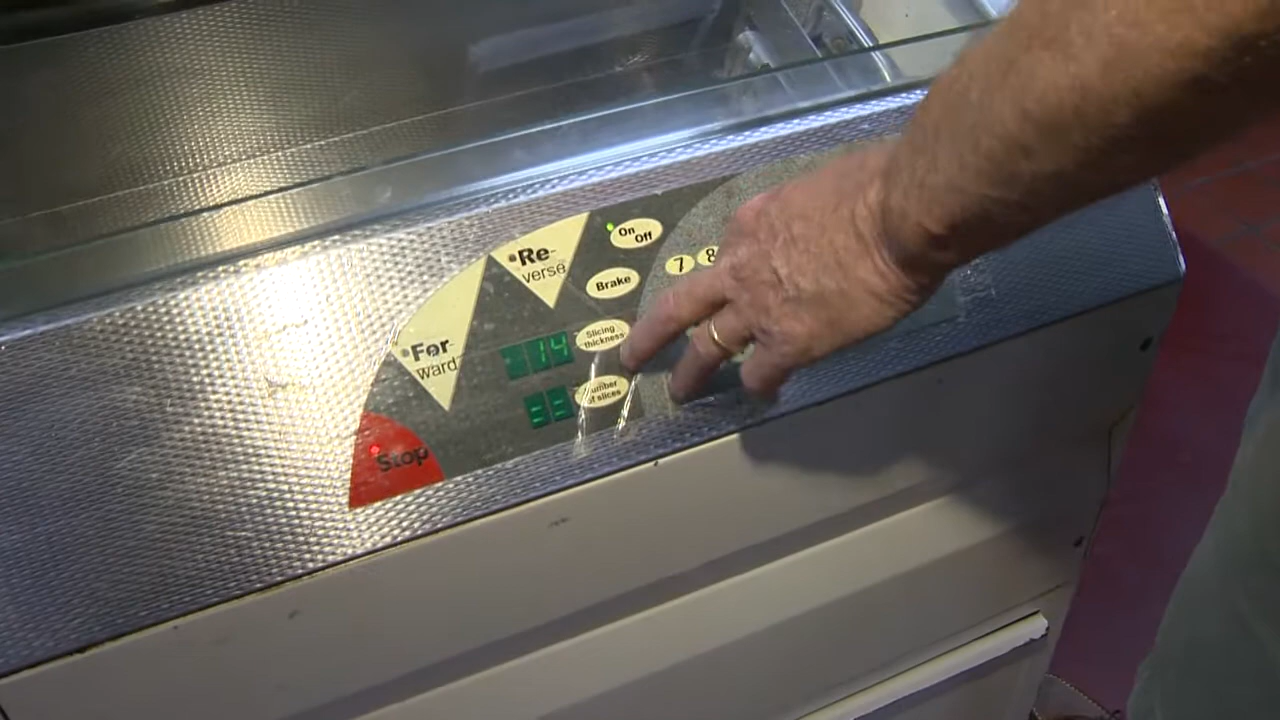 Re-
verse
On
Off
7 8
Brake
For-
ward
14
Slicing
thickness
--
Number
of slices
Stop